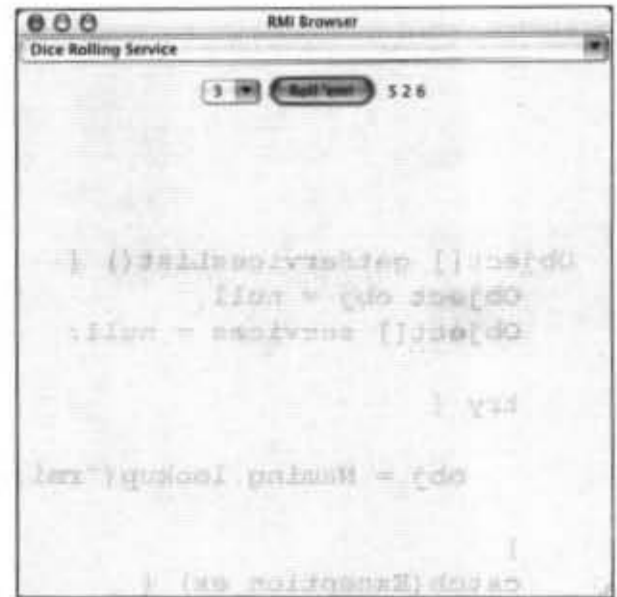 RMI Browser
Dice Rolling Service
3 Roll 'em! 5 2 6
Object[] getServicesList() {
Object obj = null;
Object[] services = null;
try {
obj = Naming.lookup("rmi
}
catch(Exception ex) {